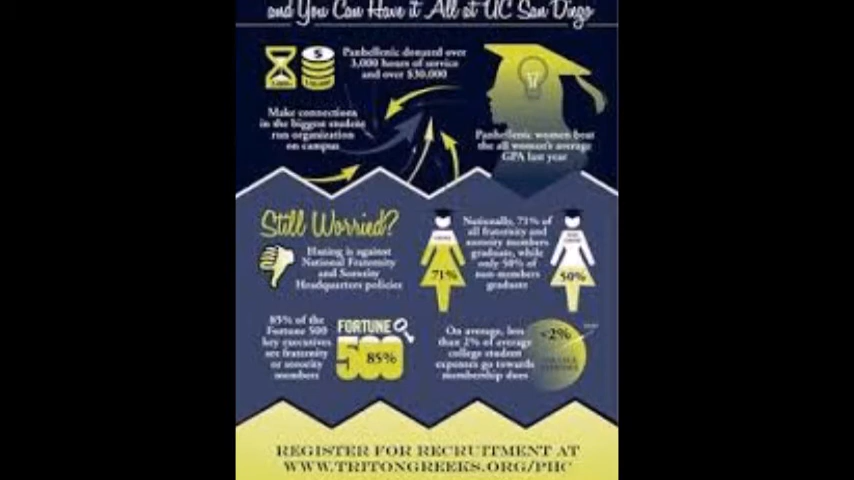 and You Can Have it All at UC San Diego
Panhellenic donated over
3,000 hours of service
and over $30,000
$
Make connections
in the biggest student
run organization
on campus
Panhellenic women beat
the all women's average
GPA last year
Still Worried?
Hazing is against
National Fraternity
and Sorority
Headquarters policies
71%
Nationally, 71% of
all fraternity and
sorority members
graduate, while
only 50% of
non-members
graduate
50%
85% of the
Fortune 500
key executives
are fraternity
or sorority
members
FORTUNE
500
85%
On average, less
than 2% of average
college student
expenses go towards
membership dues
<2%
REGISTER FOR RECRUITMENT AT
WWW.TRITONGREEKS.ORG/PHC